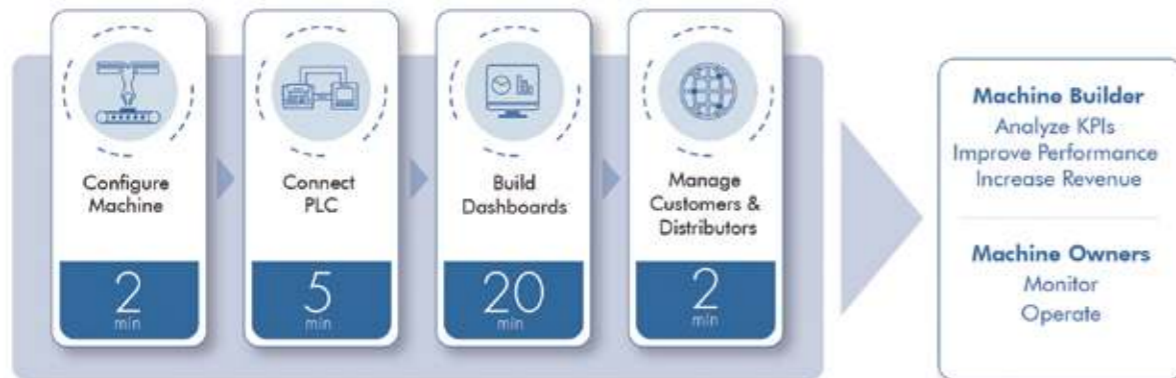 Configure
Machine
2
min
Connect
PLC
5
min
Build
Dashboards
20
min
Manage
Customers &
Distributors
2
min
Machine Builder
Analyze KPIs
Improve Performance
Increase Revenue
Machine Owners
Monitor
Operate